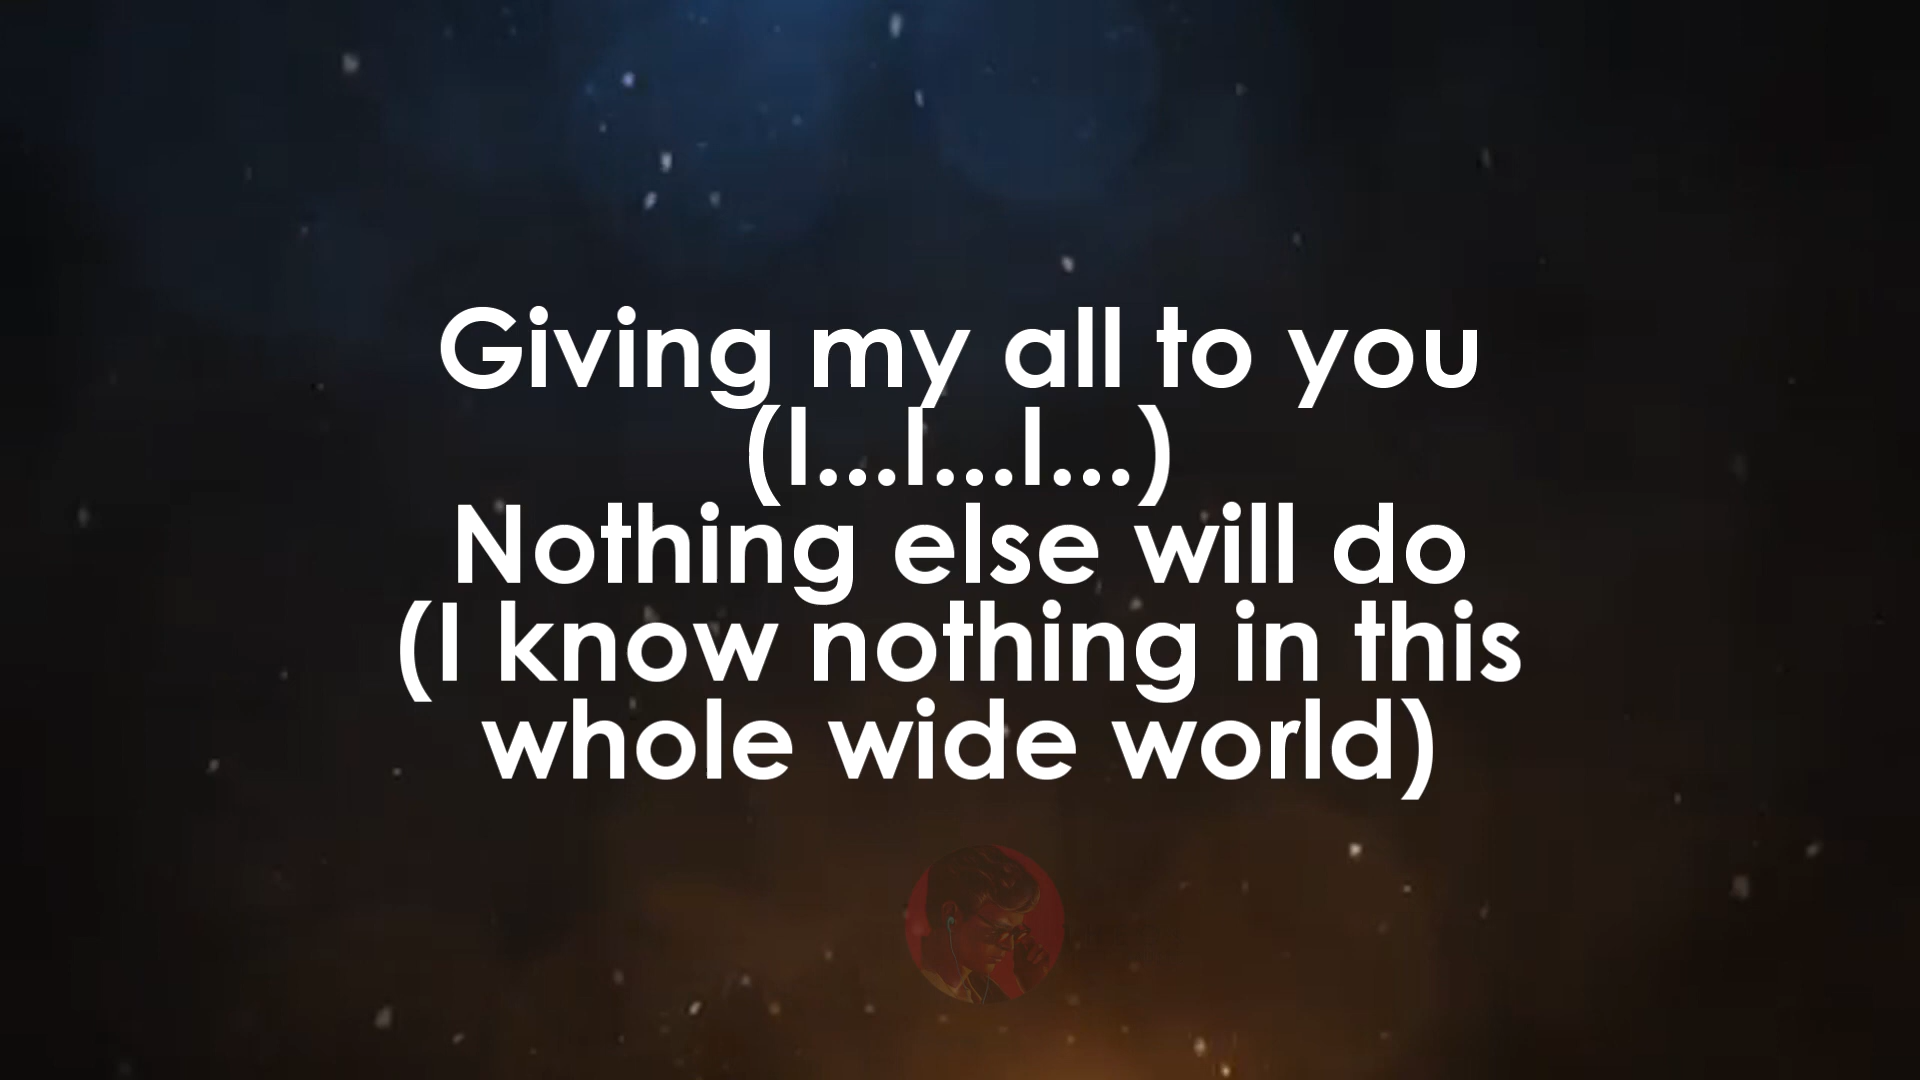 Giving my all to you
(I...I...I...)
Nothing else will do
(I know nothing in this
whole wide world)